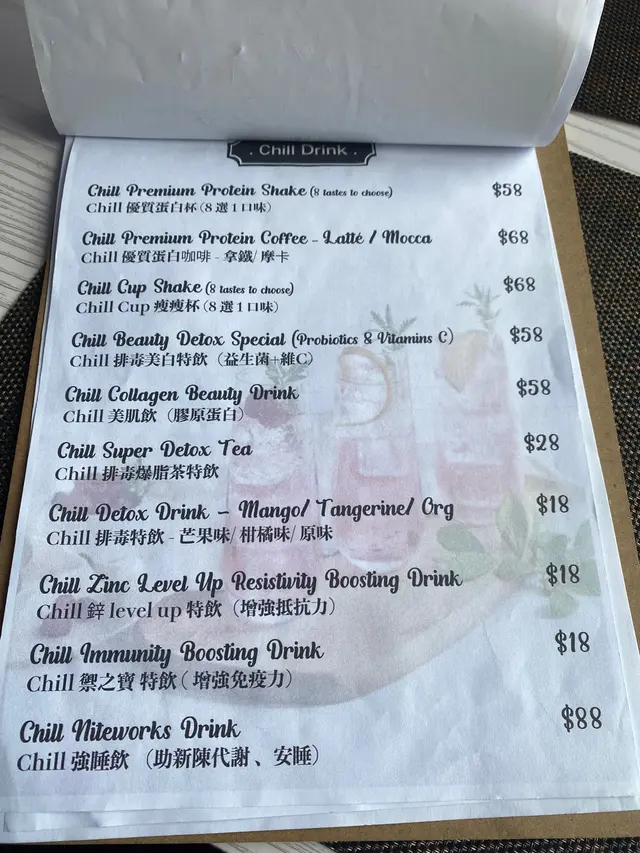 . Chill Drink .
Chill Premium Protein Shake (8 tastes to choose) $58
Chill 優質蛋白杯 (8 選 1 口味)
Chill Premium Protein Coffee - Latté / Mocca $68
Chill 優質蛋白咖啡 - 拿鐵/ 摩卡
Chill Cup Shake (8 tastes to choose) $68
Chill Cup 瘦瘦杯 (8 選 1 口味)
Chill Beauty Detox Special (Probiotics & Vitamins C) $58
Chill 排毒美白特飲（益生菌+維C）
Chill Collagen Beauty Drink $58
Chill 美肌飲（膠原蛋白）
Chill Super Detox Tea $28
Chill 排毒爆脂茶特飲
Chill Detox Drink - Mango/ Tangerine/ Org $18
Chill 排毒特飲 - 芒果味/ 柑橘味/ 原味
Chill Zinc Level Up Resistivity Boosting Drink $18
Chill 鋅 level up 特飲（增強抵抗力）
Chill Immunity Boosting Drink $18
Chill 禦之寶 特飲 ( 增強免疫力）
Chill Niteworks Drink $88
Chill 強睡飲 （助新陳代謝 、安睡）